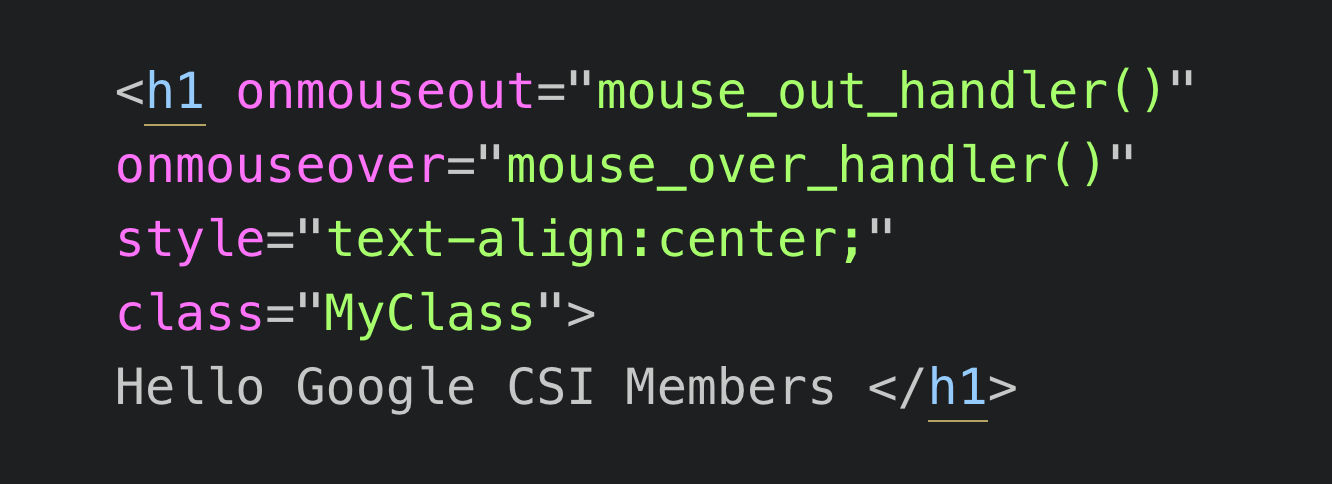 <h1 onmouseout="mouse_out_handler()"
onmouseover="mouse_over_handler()"
style="text-align:center;"
class="MyClass">
Hello Google CSI Members </h1>